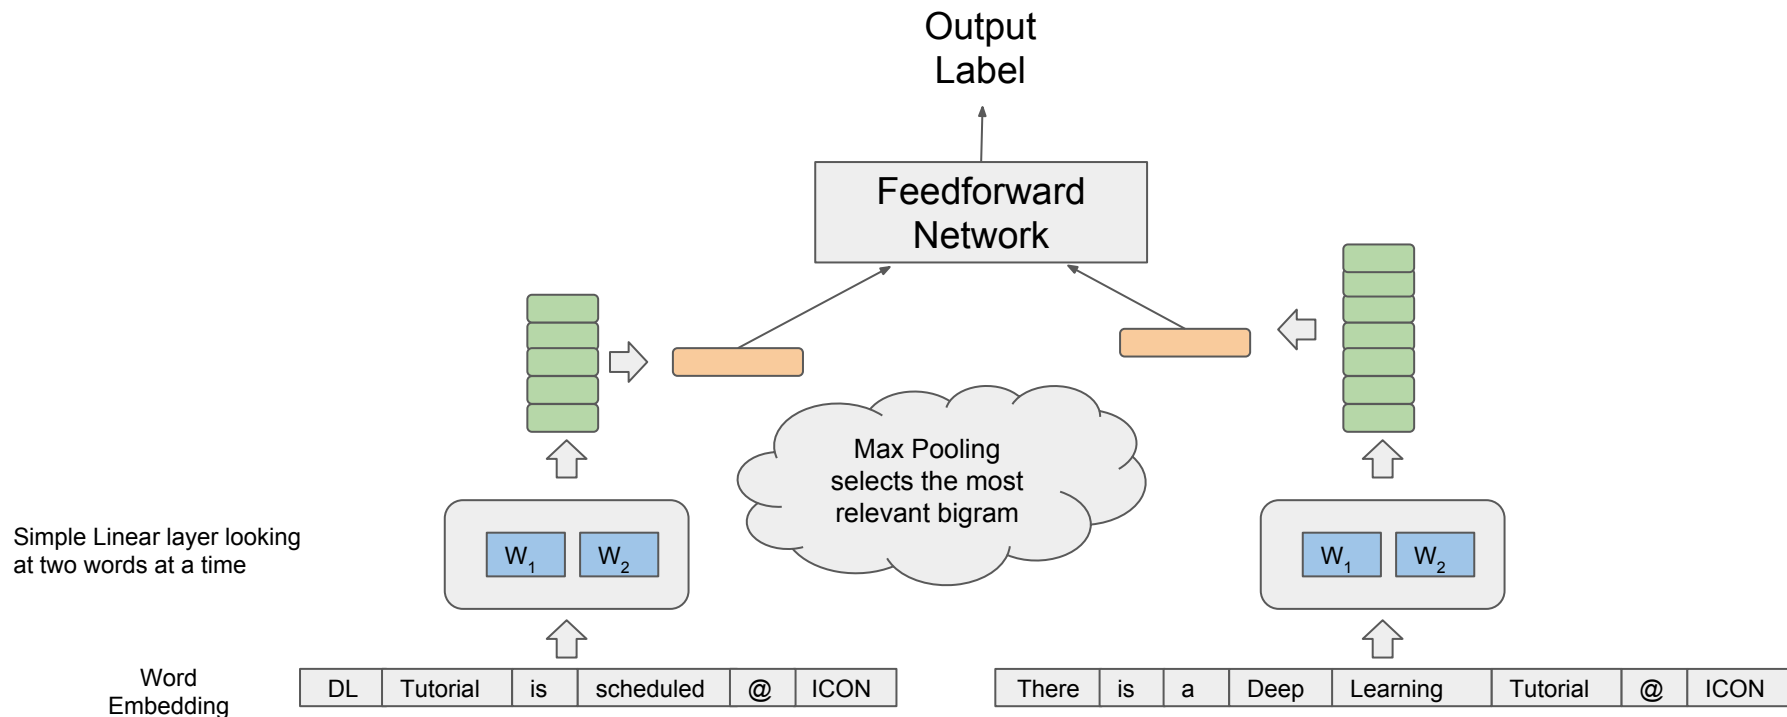 Output
Label
Feedforward
Network
Max Pooling
selects the most
relevant bigram
Simple Linear layer looking
at two words at a time
W1 W2
W1 W2
Word
Embedding
DL Tutorial is scheduled @ ICON
There is a Deep Learning Tutorial @ ICON